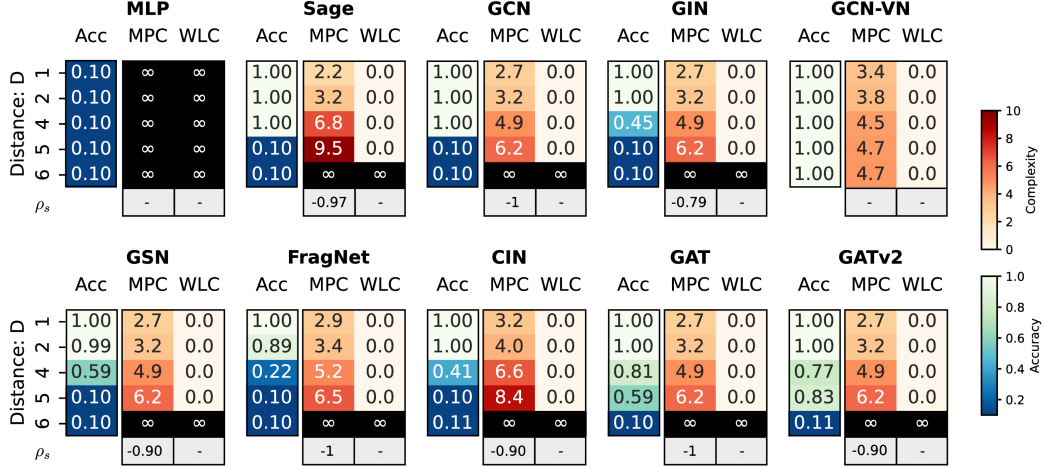 MLP Sage GCN GIN GCN-VN
Acc MPC WLC Acc MPC WLC Acc MPC WLC Acc MPC WLC Acc MPC WLC
Distance: D
1 0.10 ∞ ∞ 1.00 2.2 0.0 1.00 2.7 0.0 1.00 2.7 0.0 1.00 3.4 0.0
2 0.10 ∞ ∞ 1.00 3.2 0.0 1.00 3.2 0.0 1.00 3.2 0.0 1.00 3.8 0.0
4 0.10 ∞ ∞ 1.00 6.8 0.0 1.00 4.9 0.0 0.45 4.9 0.0 1.00 4.5 0.0
5 0.10 ∞ ∞ 0.10 9.5 0.0 0.10 6.2 0.0 0.10 6.2 0.0 1.00 4.7 0.0
6 0.10 ∞ ∞ 0.10 ∞ ∞ 0.10 ∞ ∞ 0.10 ∞ ∞ 1.00 4.7 0.0
ρs - - -0.97 - -1 - -0.79 - - -
10
8
6
4
2
0
Complexity
GSN FragNet CIN GAT GATv2
Acc MPC WLC Acc MPC WLC Acc MPC WLC Acc MPC WLC Acc MPC WLC
Distance: D
1 1.00 2.7 0.0 1.00 2.9 0.0 1.00 3.2 0.0 1.00 2.7 0.0 1.00 2.7 0.0
2 0.99 3.2 0.0 0.89 3.4 0.0 1.00 4.0 0.0 1.00 3.2 0.0 1.00 3.2 0.0
4 0.59 4.9 0.0 0.22 5.2 0.0 0.41 6.6 0.0 0.81 4.9 0.0 0.77 4.9 0.0
5 0.10 6.2 0.0 0.10 6.5 0.0 0.10 8.4 0.0 0.59 6.2 0.0 0.83 6.2 0.0
6 0.10 ∞ ∞ 0.10 ∞ ∞ 0.11 ∞ ∞ 0.10 ∞ ∞ 0.11 ∞ ∞
ρs -0.90 - -1 - -0.90 - -1 - -0.90 -
1.0
0.8
0.6
0.4
0.2
Accuracy